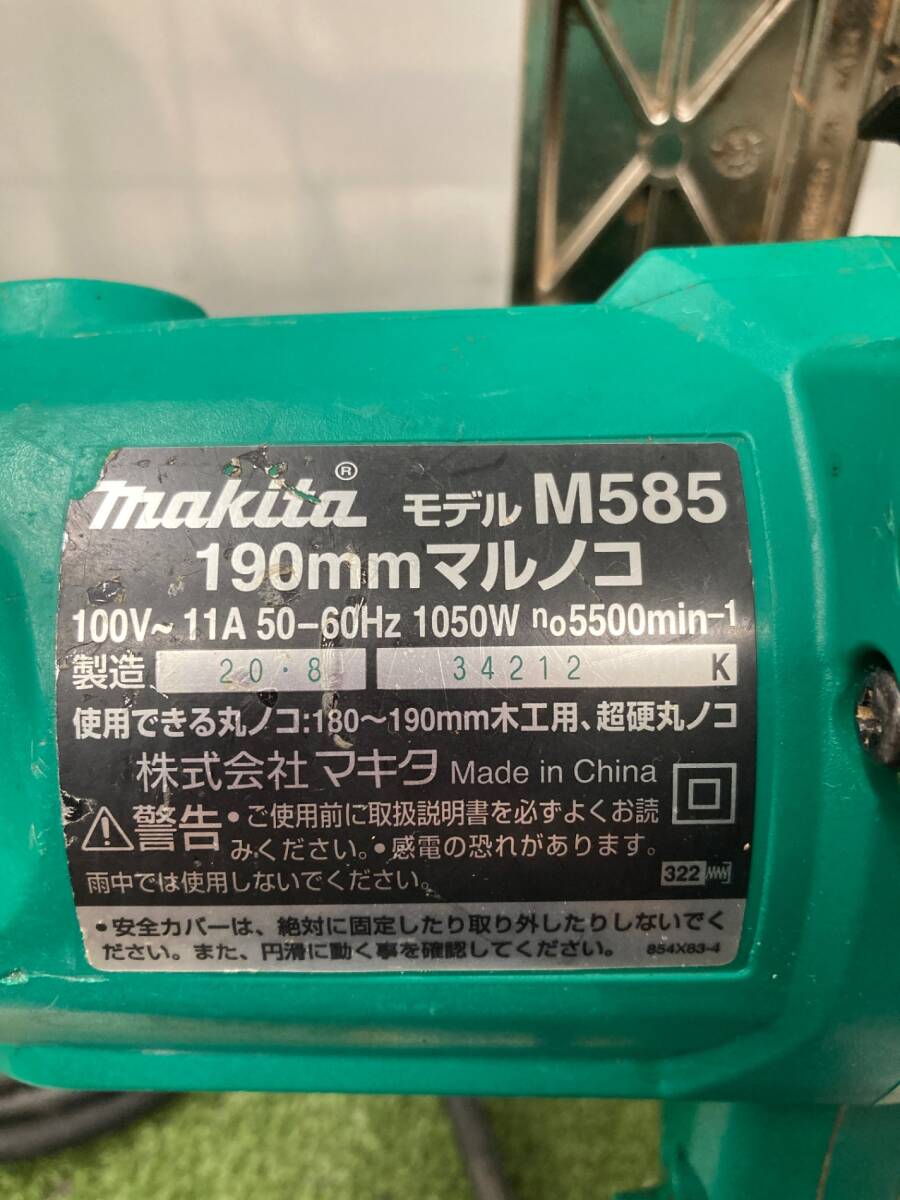 makita® モデル M585
190mmマルノコ
100V~ 11A 50-60Hz 1050W no5500min-1
製造 20・8 34212 K
使用できる丸ノコ:180~190mm木工用、超硬丸ノコ
株式会社 マキタ Made in China
警告 •ご使用前に取扱説明書を必ずよくお読
みください。•感電の恐れがあります。
雨中では使用しないでください。 322
•安全カバーは、絶対に固定したり取り外したりしないでく
ださい。また、円滑に動く事を確認してください。 854X83-4